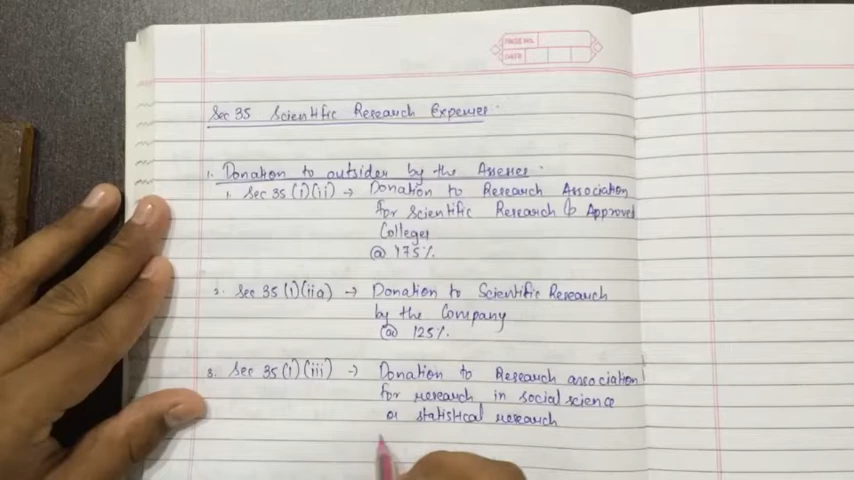 PAGE NO.
DATE
Sec 35 Scientific Research Expenses.
1. Donation to outsider by the Assessee.
1. Sec 35 (i)(ii) → Donation to Research Association
for scientific Research & Approved
Colleges
@ 175%.
2. Sec 35 (i)(iia) → Donation to Scientific Research
by the Company
@ 125%.
3. Sec 35 (i)(iii) → Donation to Research association
for research in social science
or statistical research